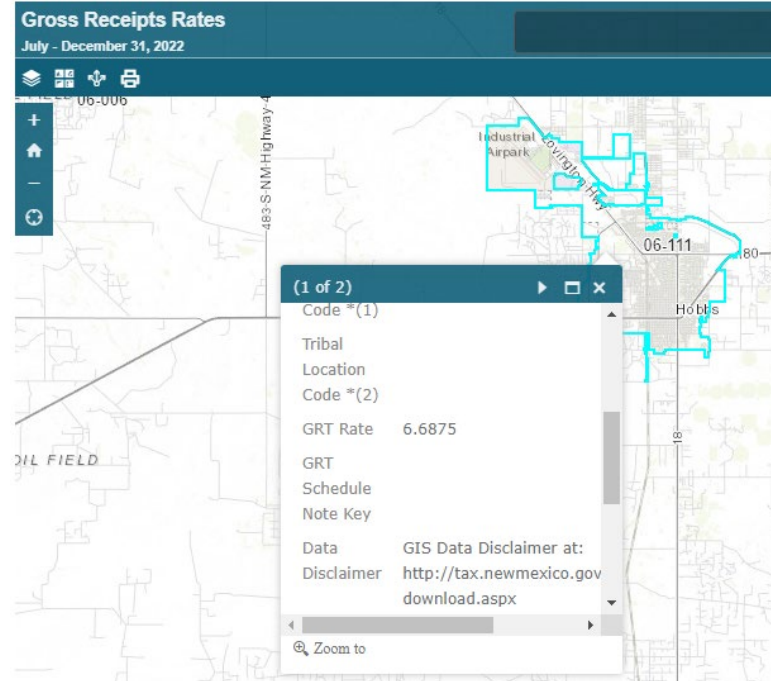 Gross Receipts Rates
July - December 31, 2022
06-006
483-S-NM-Highway-4
Industrial
Airpark
Lovington Hwy
06-111
80
Hobbs
18
OIL FIELD
(1 of 2)
Code *(1)
Tribal
Location
Code *(2)
GRT Rate 6.6875
GRT
Schedule
Note Key
Data GIS Data Disclaimer at:
Disclaimer http://tax.newmexico.gov
download.aspx
Zoom to